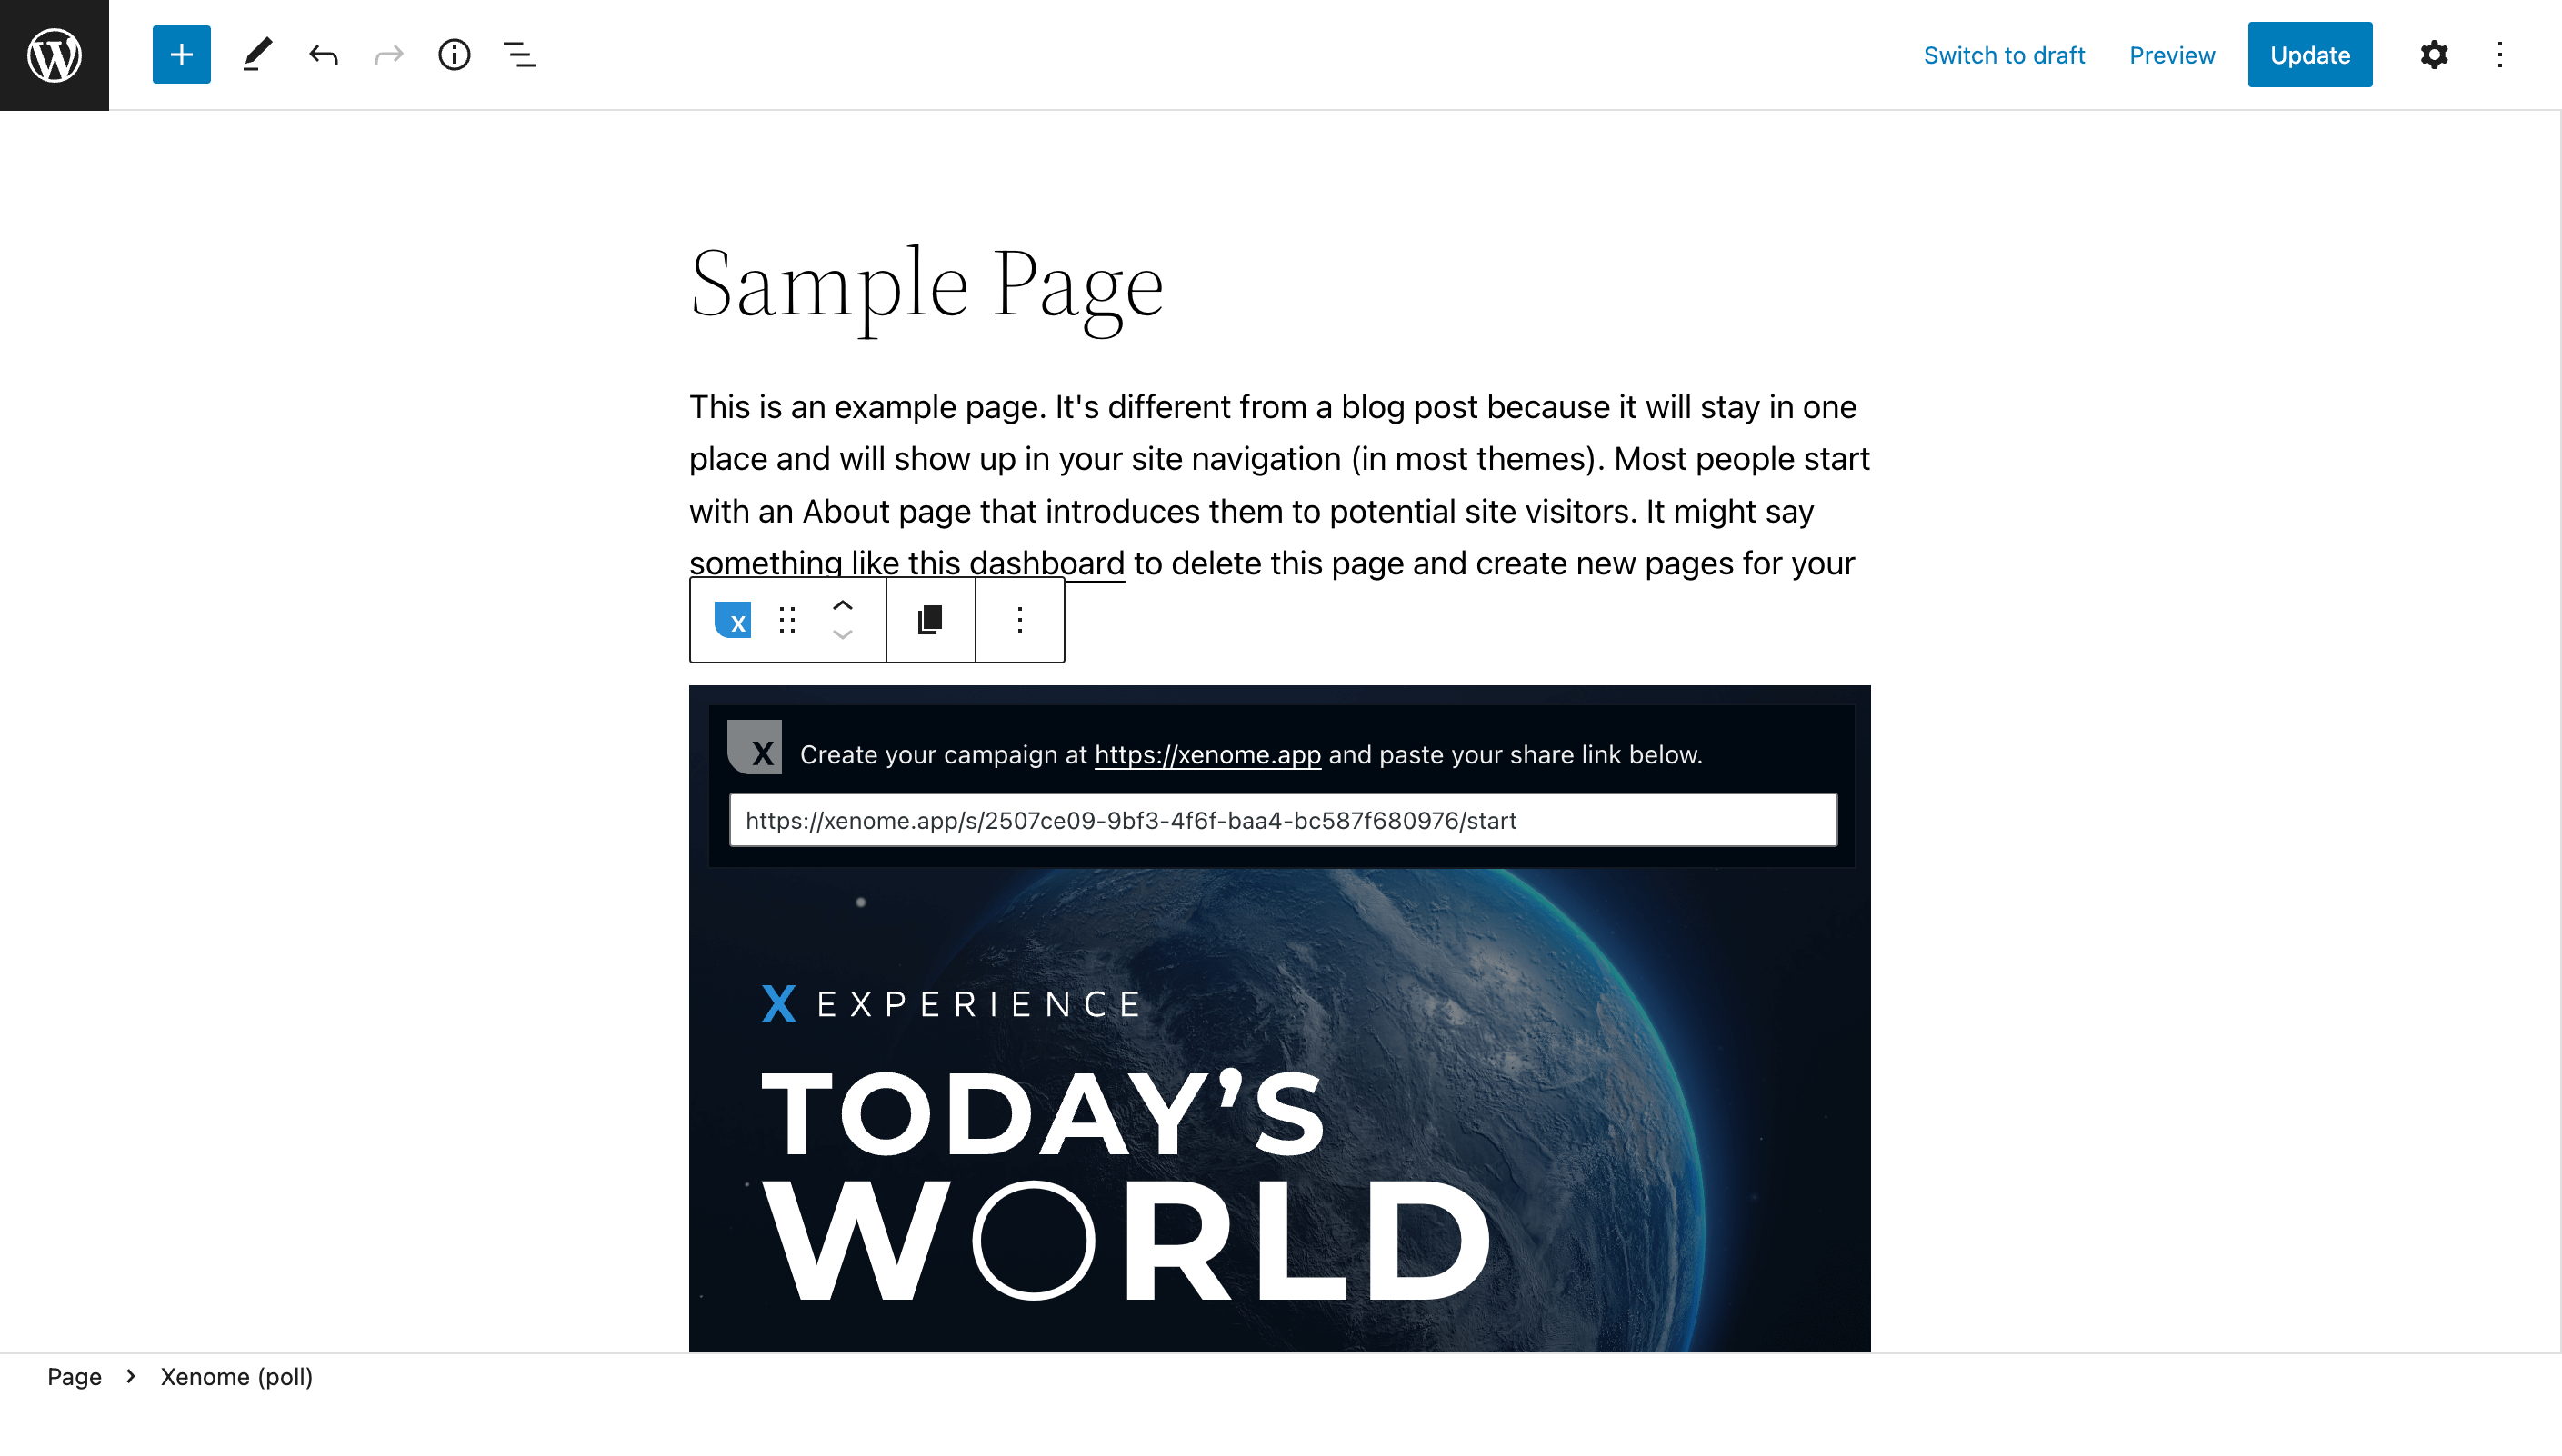 Switch to draft Preview Update
Sample Page
This is an example page. It's different from a blog post because it will stay in one
place and will show up in your site navigation (in most themes). Most people start
with an About page that introduces them to potential site visitors. It might say
something like this dashboard to delete this page and create new pages for your
x
x Create your campaign at https://xenome.app and paste your share link below.
https://xenome.app/s/2507ce09-9bf3-4f6f-baa4-bc587f680976/start
X EXPERIENCE
TODAY’S
WORLD
Page > Xenome (poll)